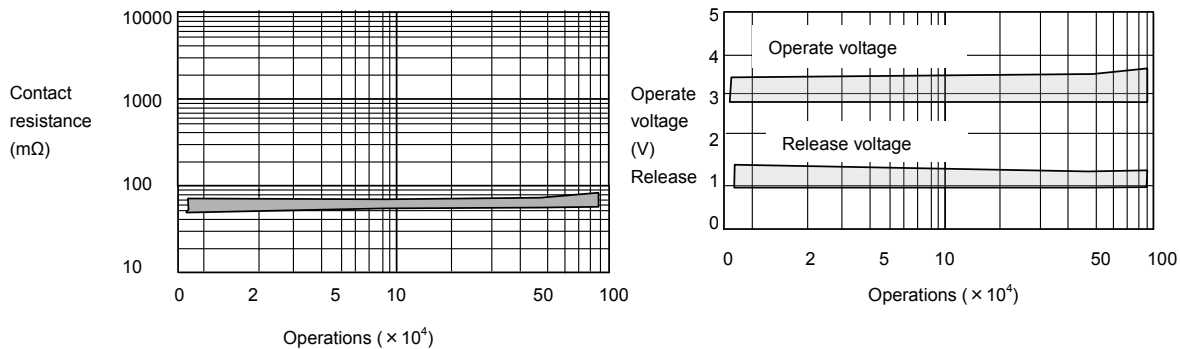 10000
1000
100
10
Contact
resistance
(mΩ)
0 2 5 10 50 100
Operations ( × 10⁴)
5
4
3
2
1
0
Operate voltage
Release voltage
Operate
voltage
(V)
Release
0 2 5 10 50 100
Operations ( × 10⁴)